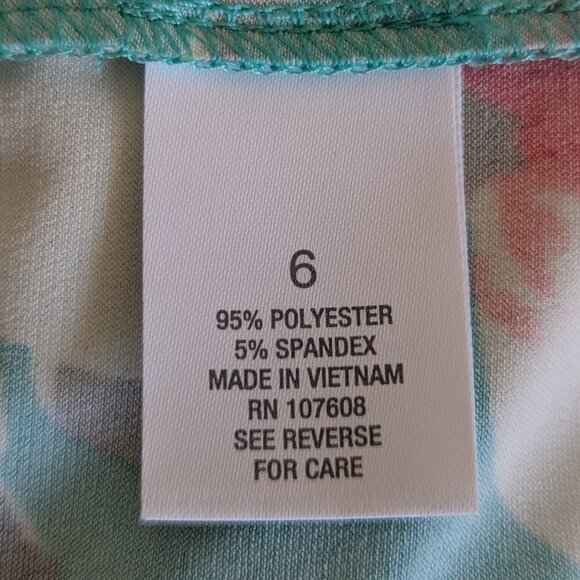 6
95% POLYESTER
5% SPANDEX
MADE IN VIETNAM
RN 107608
SEE REVERSE
FOR CARE